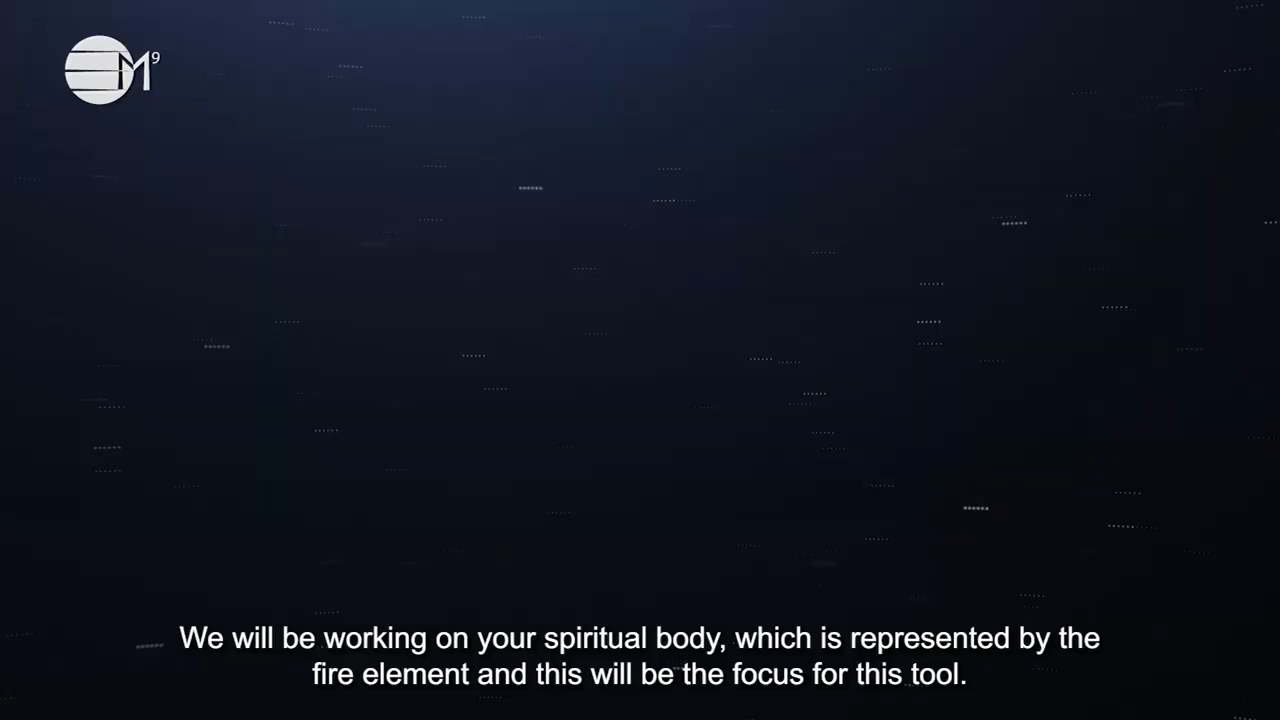 M⁹
We will be working on your spiritual body, which is represented by the
fire element and this will be the focus for this tool.